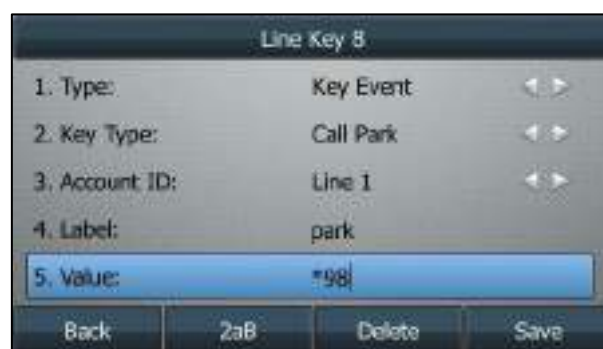 Line Key 8
1. Type: Key Event
2. Key Type: Call Park
3. Account ID: Line 1
4. Label: park
5. Value: *98
Back 2aB Delete Save